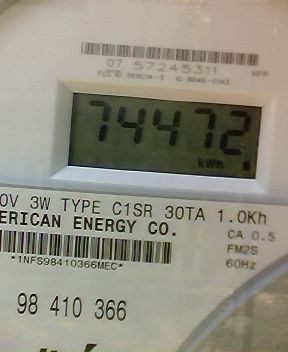 07 57245311
74472
kWh
0V 3W TYPE C1SR 30TA 1.0Kh
ERICAN ENERGY CO.
CA 0.5
FM2S
60Hz
*1NFS98410366MEC*
98 410 366